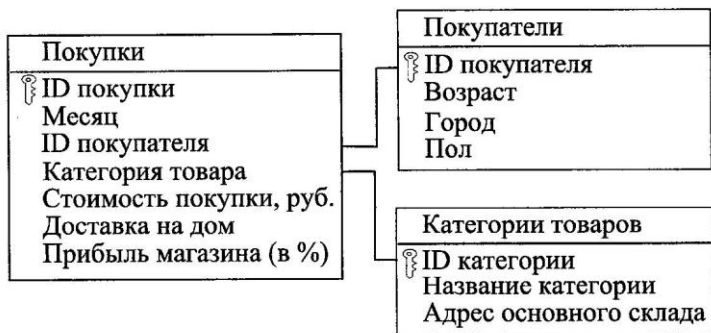 Покупки
ID покупки
Месяц
ID покупателя
Категория товара
Стоимость покупки, руб.
Доставка на дом
Прибыль магазина (в %)
Покупатели
ID покупателя
Возраст
Город
Пол
Категории товаров
ID категории
Название категории
Адрес основного склада